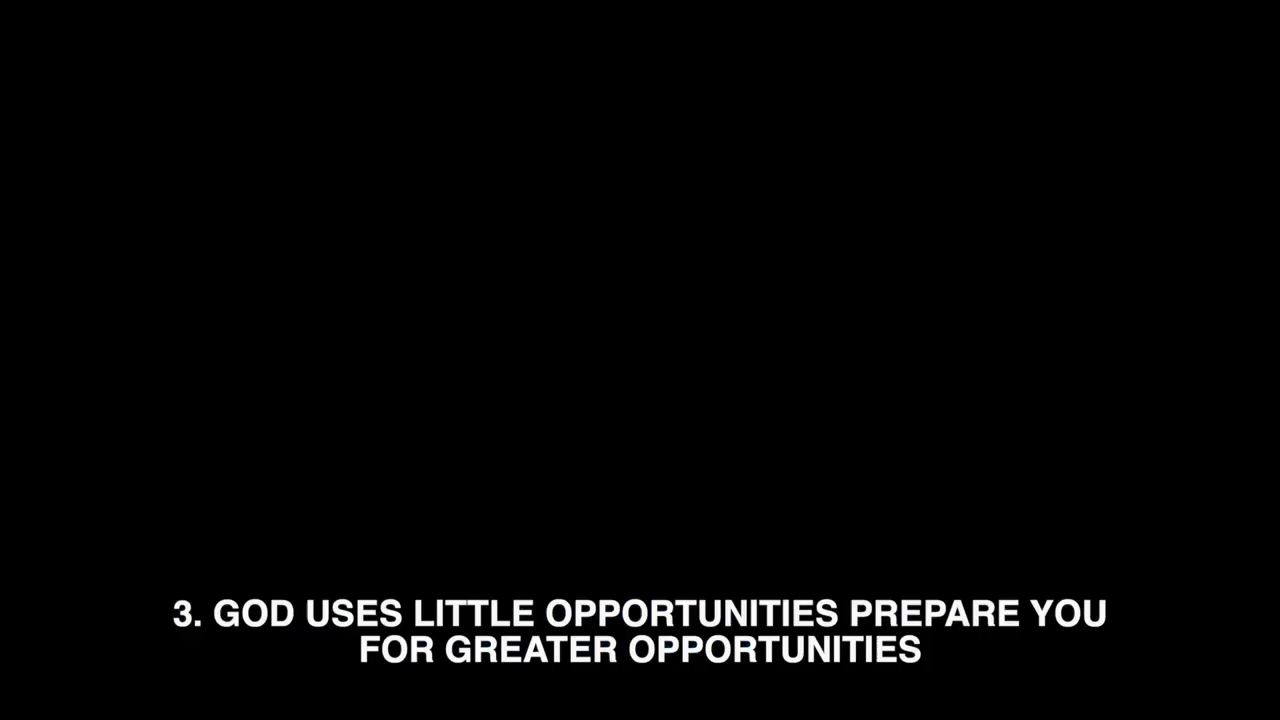 3. GOD USES LITTLE OPPORTUNITIES PREPARE YOU
FOR GREATER OPPORTUNITIES